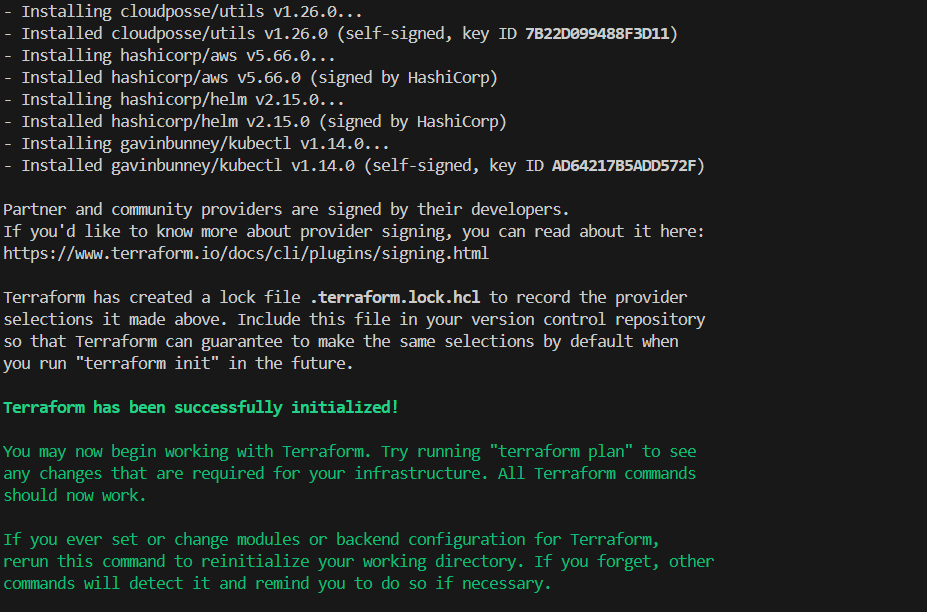 - Installing cloudposse/utils v1.26.0...
- Installed cloudposse/utils v1.26.0 (self-signed, key ID 7B22D099488F3D11)
- Installing hashicorp/aws v5.66.0...
- Installed hashicorp/aws v5.66.0 (signed by HashiCorp)
- Installing hashicorp/helm v2.15.0...
- Installed hashicorp/helm v2.15.0 (signed by HashiCorp)
- Installing gavinbunney/kubectl v1.14.0...
- Installed gavinbunney/kubectl v1.14.0 (self-signed, key ID AD64217B5ADD572F)
Partner and community providers are signed by their developers.
If you'd like to know more about provider signing, you can read about it here:
https://www.terraform.io/docs/cli/plugins/signing.html
Terraform has created a lock file .terraform.lock.hcl to record the provider
selections it made above. Include this file in your version control repository
so that Terraform can guarantee to make the same selections by default when
you run "terraform init" in the future.
Terraform has been successfully initialized!
You may now begin working with Terraform. Try running "terraform plan" to see
any changes that are required for your infrastructure. All Terraform commands
should now work.
If you ever set or change modules or backend configuration for Terraform,
rerun this command to reinitialize your working directory. If you forget, other
commands will detect it and remind you to do so if necessary.